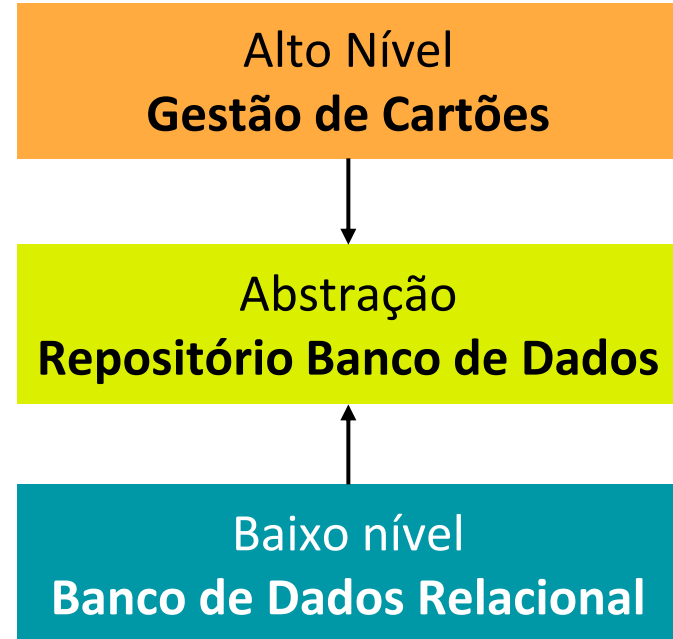 Alto Nível
Gestão de Cartões
Abstração
Repositório Banco de Dados
Baixo nível
Banco de Dados Relacional